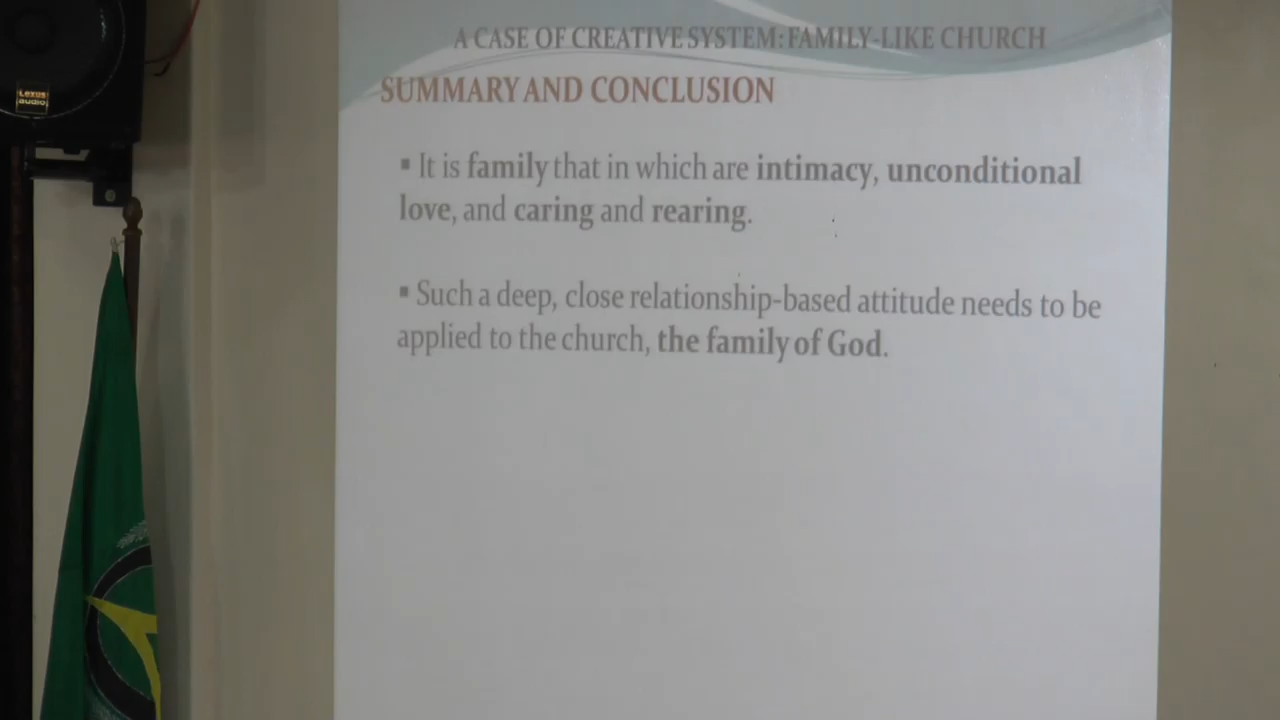 A CASE OF CREATIVE SYSTEM: FAMILY-LIKE CHURCH
SUMMARY AND CONCLUSION
▪ It is family that in which are intimacy, unconditional
love, and caring and rearing.
▪ Such a deep, close relationship-based attitude needs to be
applied to the church, the family of God.
Lexus
audio